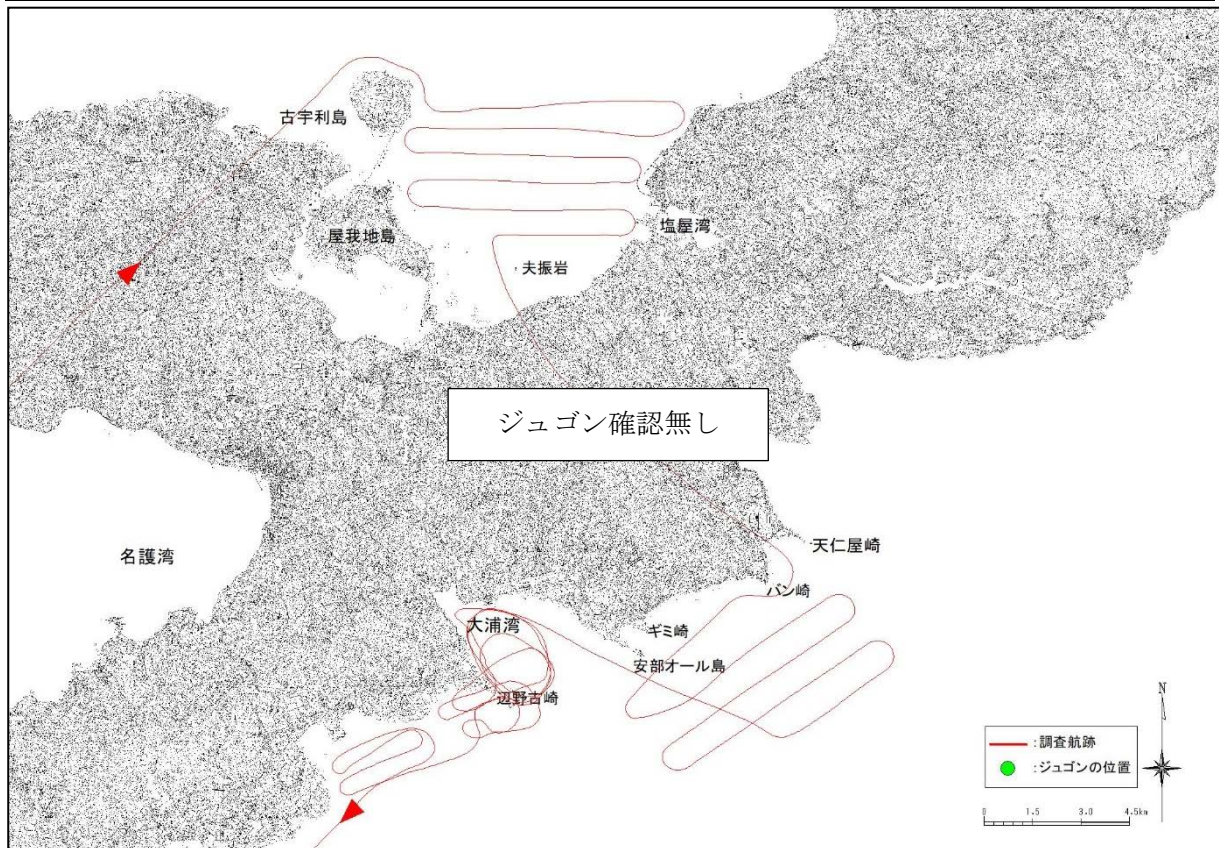 古宇利島
屋我地島
塩屋湾
夫振岩
ジュゴン確認無し
名護湾
天仁屋崎
バン崎
大浦湾
ギミ崎
安部オール島
辺野古崎
N
:調査航跡
:ジュゴンの位置
0 1.5 3.0 4.5km